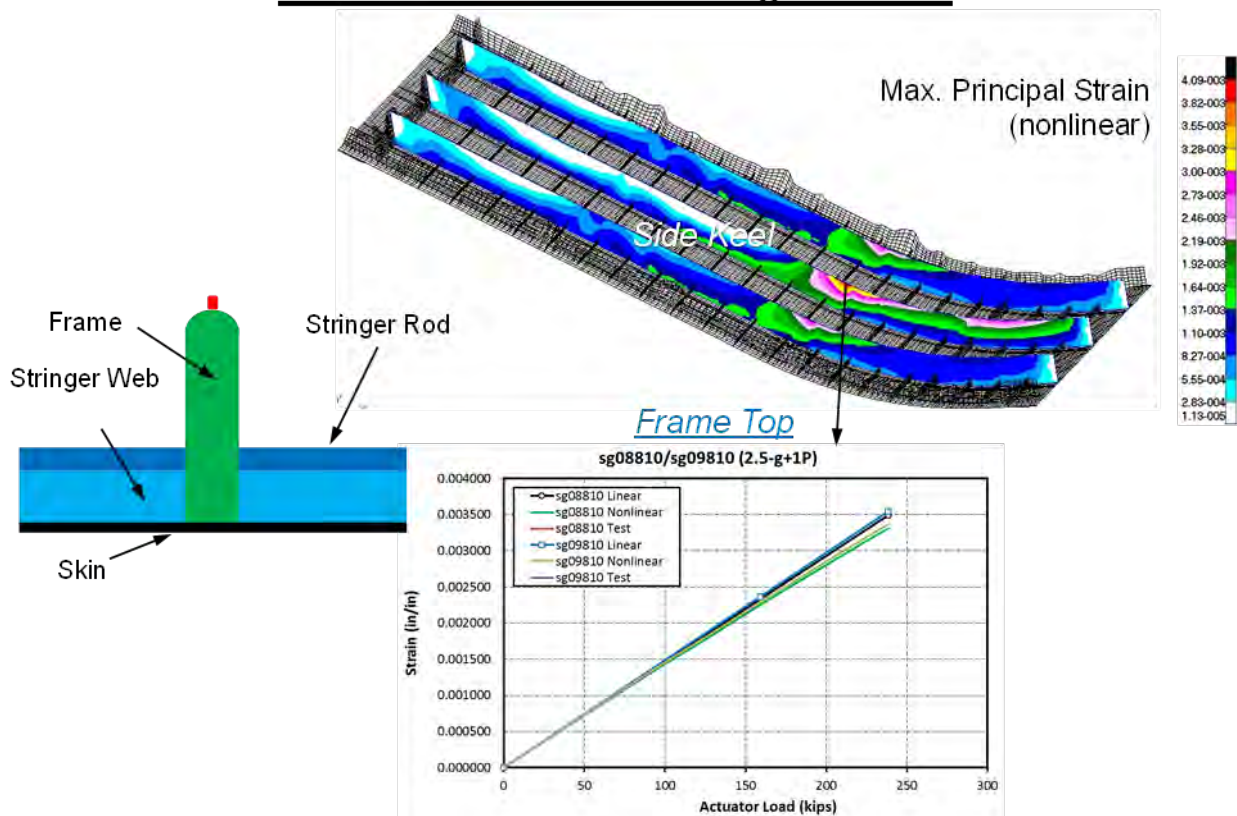 Max. Principal Strain
(nonlinear)
4.09-003
3.82-003
3.55-003
3.28-003
3.00-003
2.73-003
2.46-003
2.19-003
1.92-003
1.64-003
1.37-003
1.10-003
8.27-004
5.55-004
2.83-004
1.13-005
Side Keel
Frame
Stringer Rod
Stringer Web
Skin
Frame Top
sg08810/sg09810 (2.5-g+1P)
sg08810 Linear
sg08810 Nonlinear
sg08810 Test
sg09810 Linear
sg09810 Nonlinear
sg09810 Test
Strain (in/in)
0.004000
0.003500
0.003000
0.002500
0.002000
0.001500
0.001000
0.000500
0.000000
0 50 100 150 200 250 300
Actuator Load (kips)